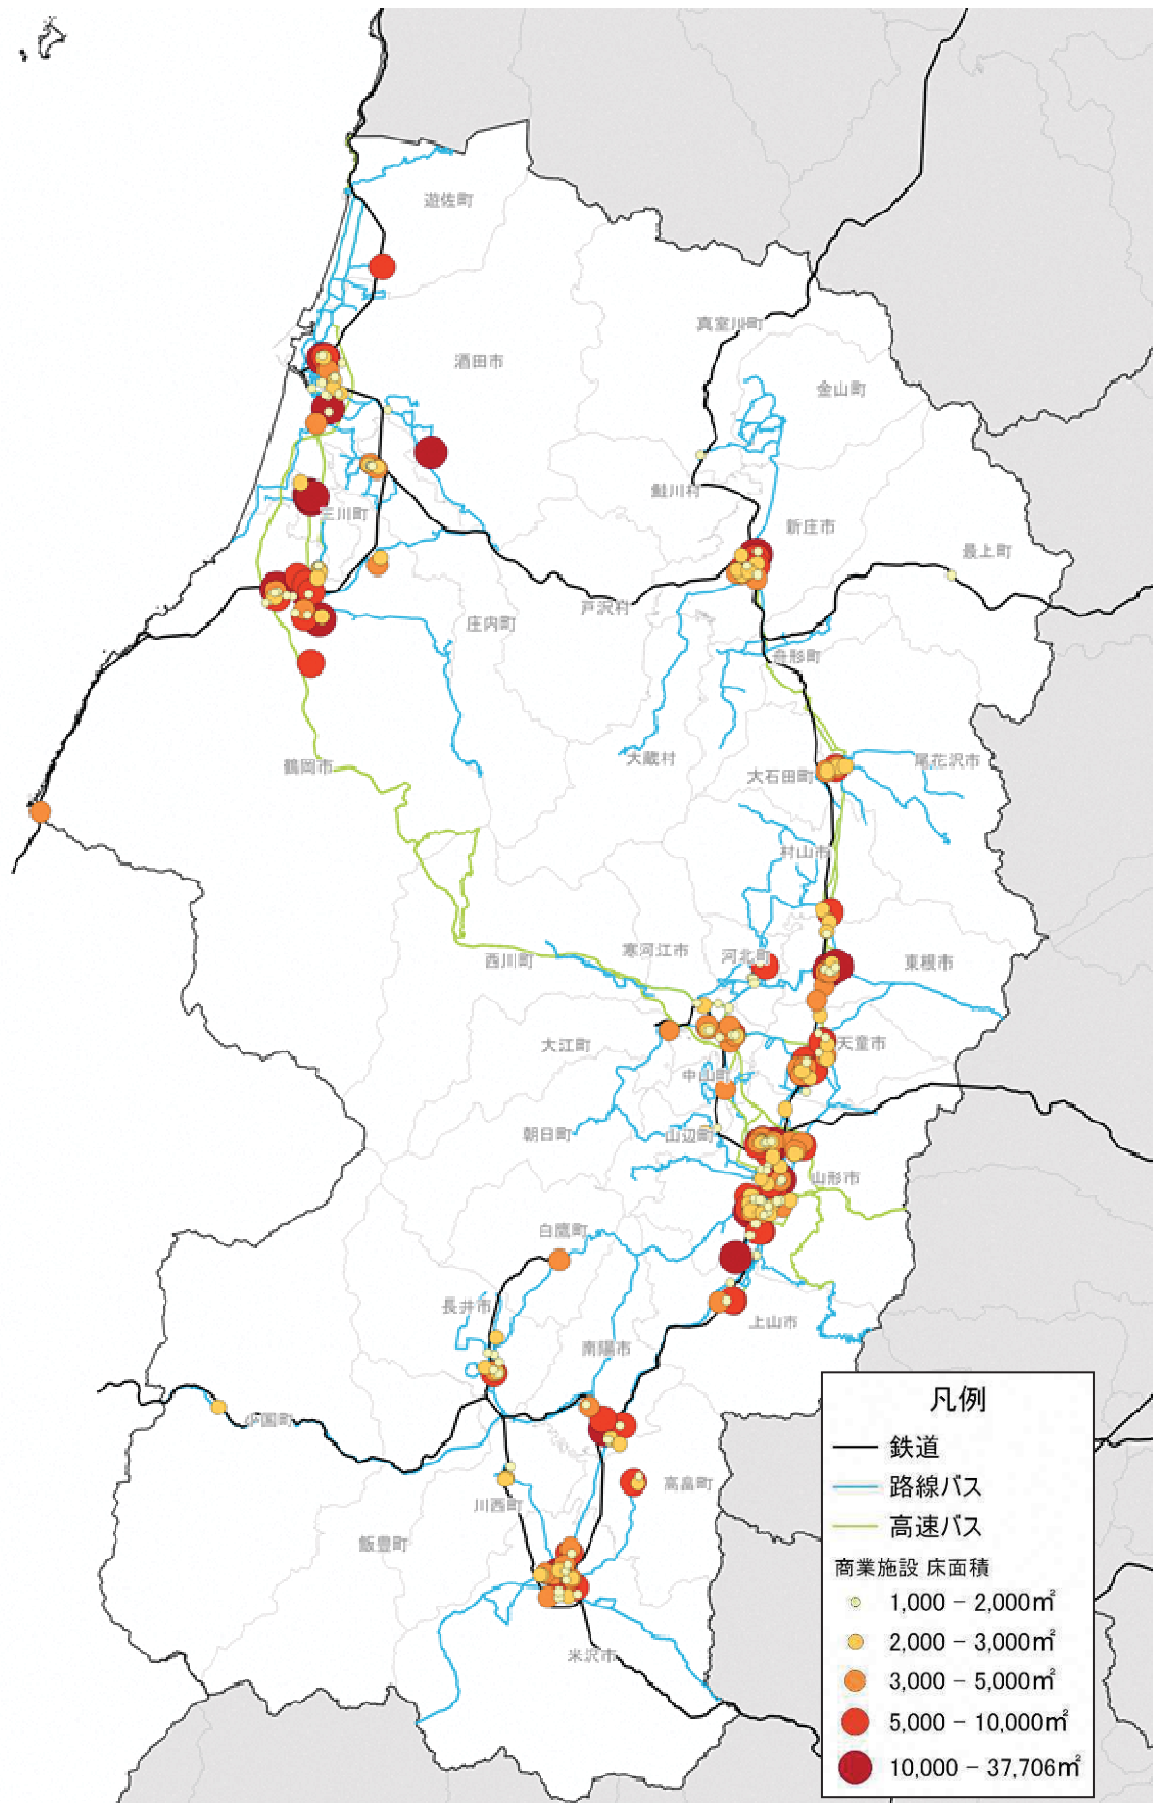 遊佐町
真室川町
酒田市
金山町
鮭川村
三川町
新庄市
最上町
戸沢村
庄内町
舟形町
大蔵村
尾花沢市
鶴岡市
大石田町
村山市
寒河江市
河北町
西川町
東根市
大江町
天童市
中山町
朝日町
山辺町
山形市
白鷹町
長井市
上山市
南陽市
小国町
高畠町
川西町
飯豊町
米沢市
凡例
鉄道
路線バス
高速バス
商業施設 床面積
1,000 － 2,000㎡
2,000 － 3,000㎡
3,000 － 5,000㎡
5,000 － 10,000㎡
10,000 － 37,706㎡